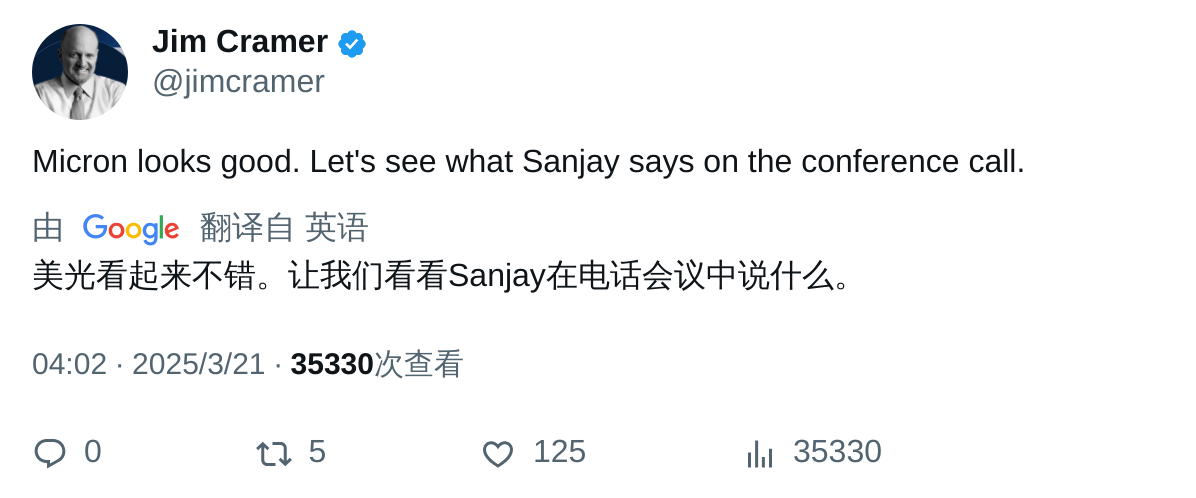 Jim Cramer
@jimcramer
Micron looks good. Let's see what Sanjay says on the conference call.
由 Google 翻译自 英语
美光看起来不错。让我们看看Sanjay在电话会议中说什么。
04:02 · 2025/3/21 · 35330次查看
0 5 125 35330